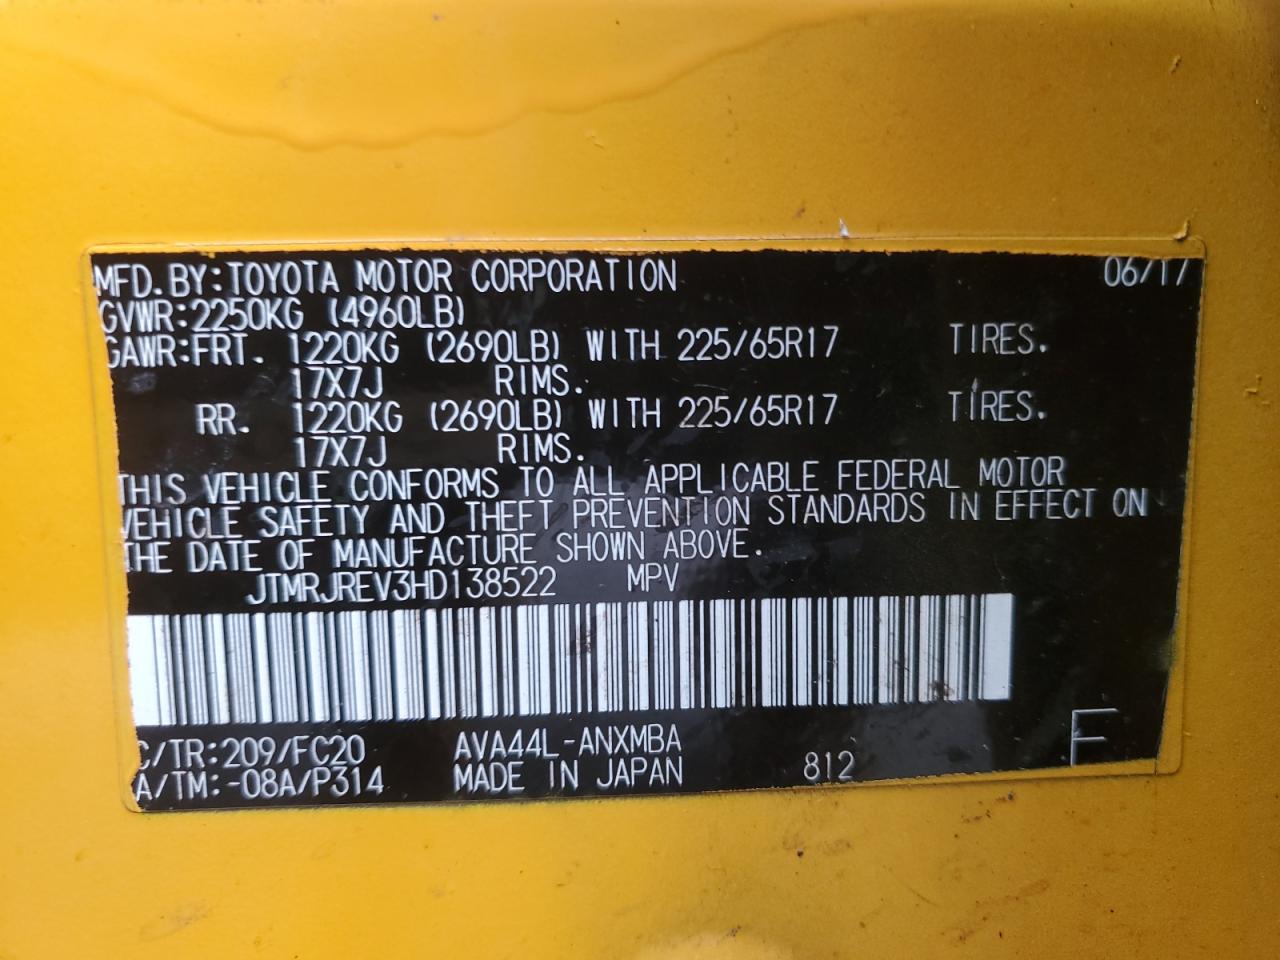 MFD.BY:TOYOTA MOTOR CORPORATION 06/17
GVWR:2250KG (4960LB)
GAWR:FRT. 1220KG (2690LB) WITH 225/65R17 TIRES.
17X7J RIMS.
RR. 1220KG (2690LB) WITH 225/65R17 TIRES.
17X7J RIMS.
THIS VEHICLE CONFORMS TO ALL APPLICABLE FEDERAL MOTOR
VEHICLE SAFETY AND THEFT PREVENTION STANDARDS IN EFFECT ON
THE DATE OF MANUFACTURE SHOWN ABOVE.
JTMRJREV3HD138522 MPV
C/TR:209/FC20 AVA44L-ANXMBA F
A/TM:-08A/P314 MADE IN JAPAN 812